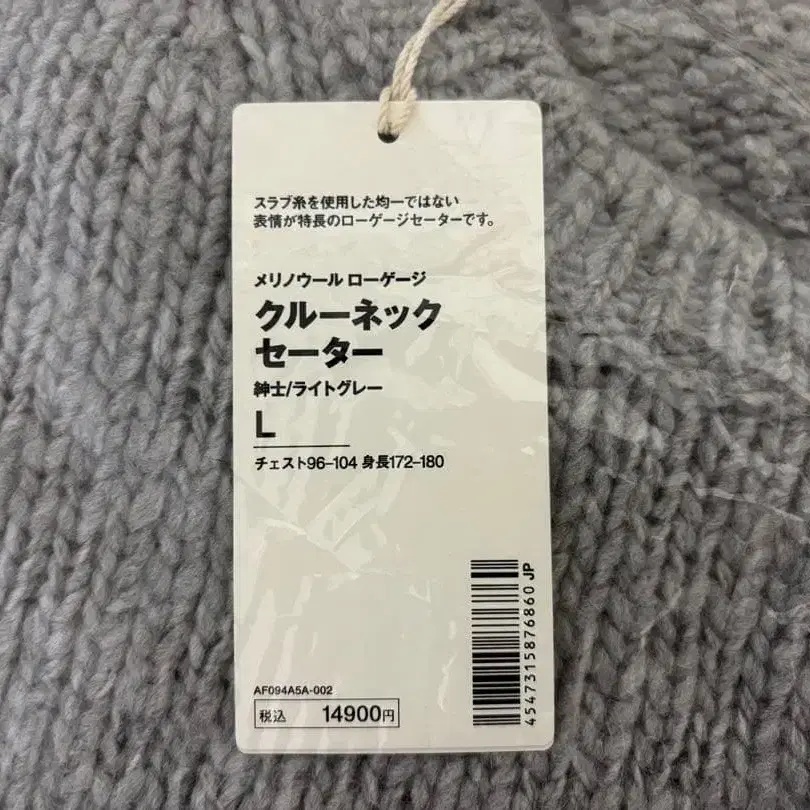 スラブ糸を使用した均一ではない
表情が特長のローゲージセーターです。
メリノウール ローゲージ
クルーネック
セーター
紳士/ライトグレー
L
チェスト96–104 身長172–180
AF094A5A-002
税込 14900円
4547315876860 JP